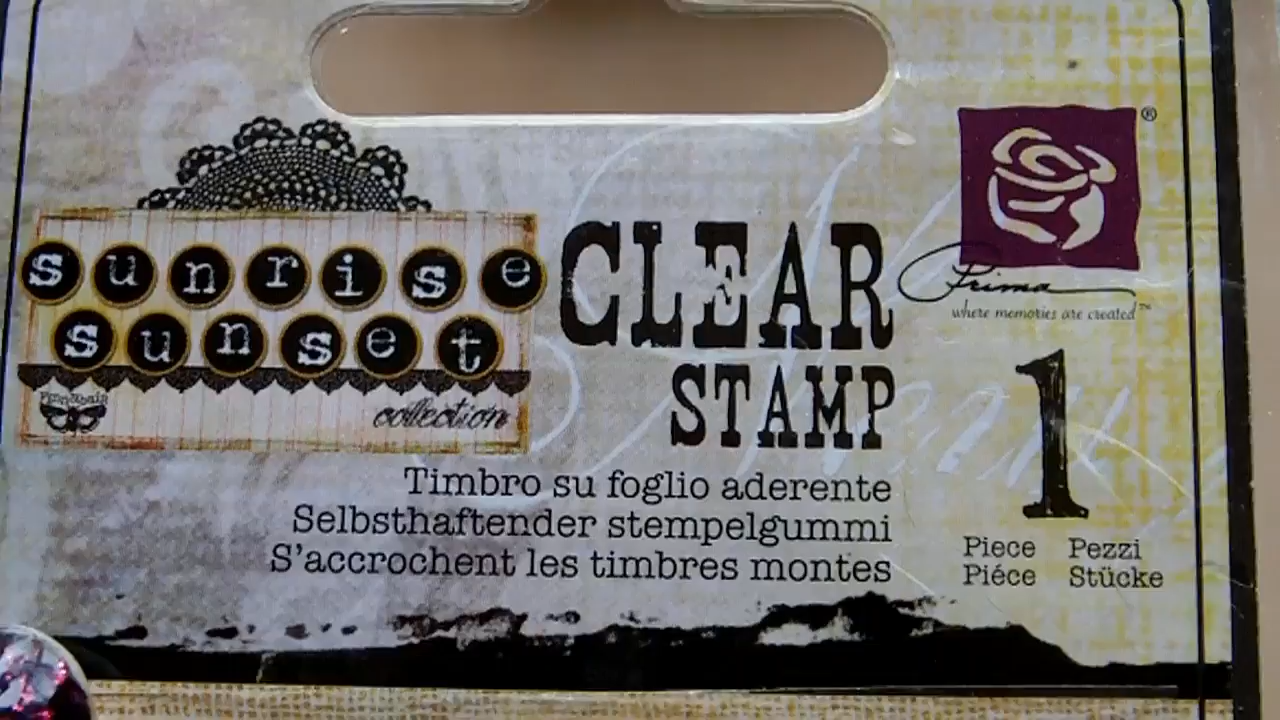 sunrise
sunset
collection
CLEAR
STAMP
Timbro su foglio aderente
Selbsthaftender stempelgummi
S'accrochent les timbres montes
®
Prima
where memories are created™
1
Piece Pezzi
Piéce Stücke